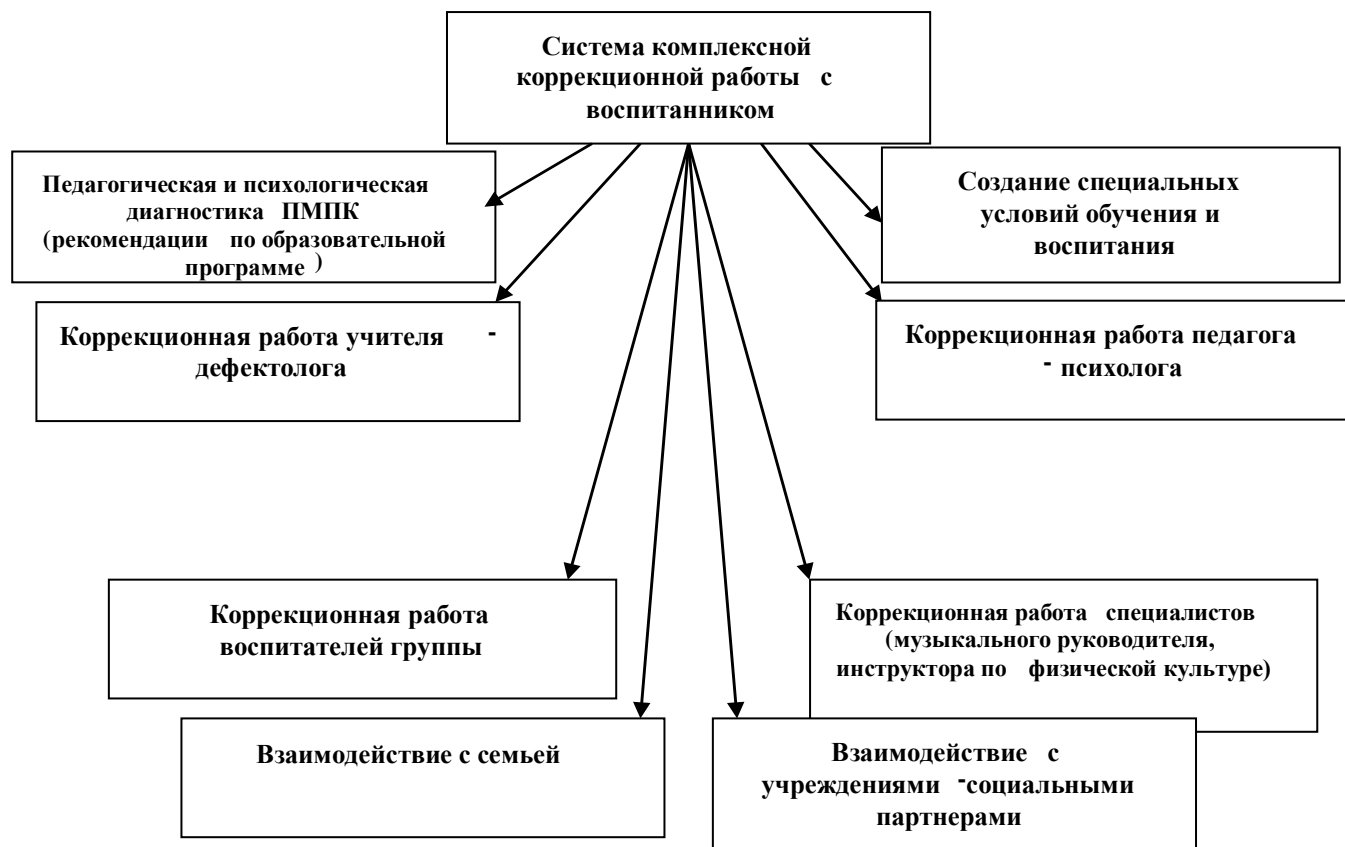 Система комплексной
коррекционной работы с
воспитанником
Педагогическая и психологическая
диагностика ПМПК
(рекомендации по образовательной
программе )
Создание специальных
условий обучения и
воспитания
Коррекционная работа учителя -
дефектолога
Коррекционная работа педагога
- психолога
Коррекционная работа
воспитателей группы
Коррекционная работа специалистов
(музыкального руководителя,
инструктора по физической культуре)
Взаимодействие с семьей
Взаимодействие с
учреждениями -социальными
партнерами